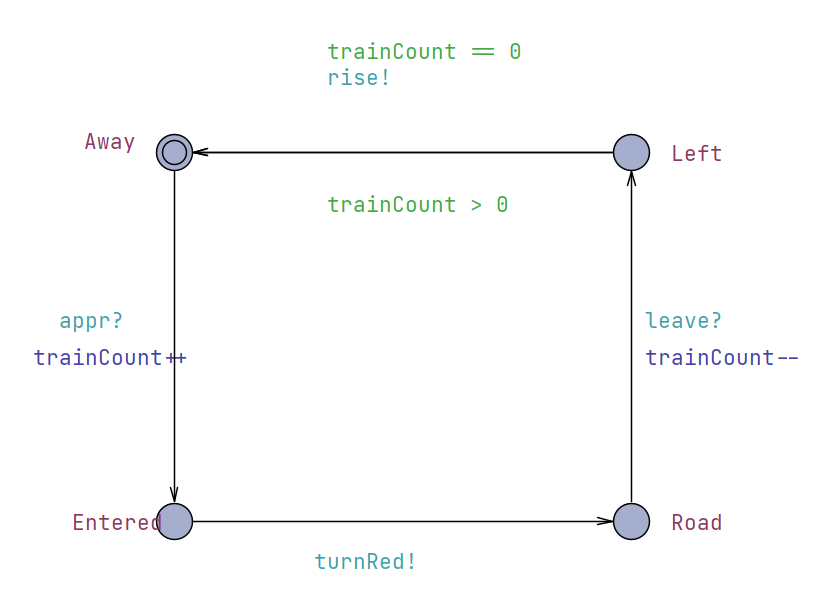 trainCount == 0
rise!
Away
Left
trainCount > 0
appr?
leave?
trainCount++
trainCount--
Entered
Road
turnRed!